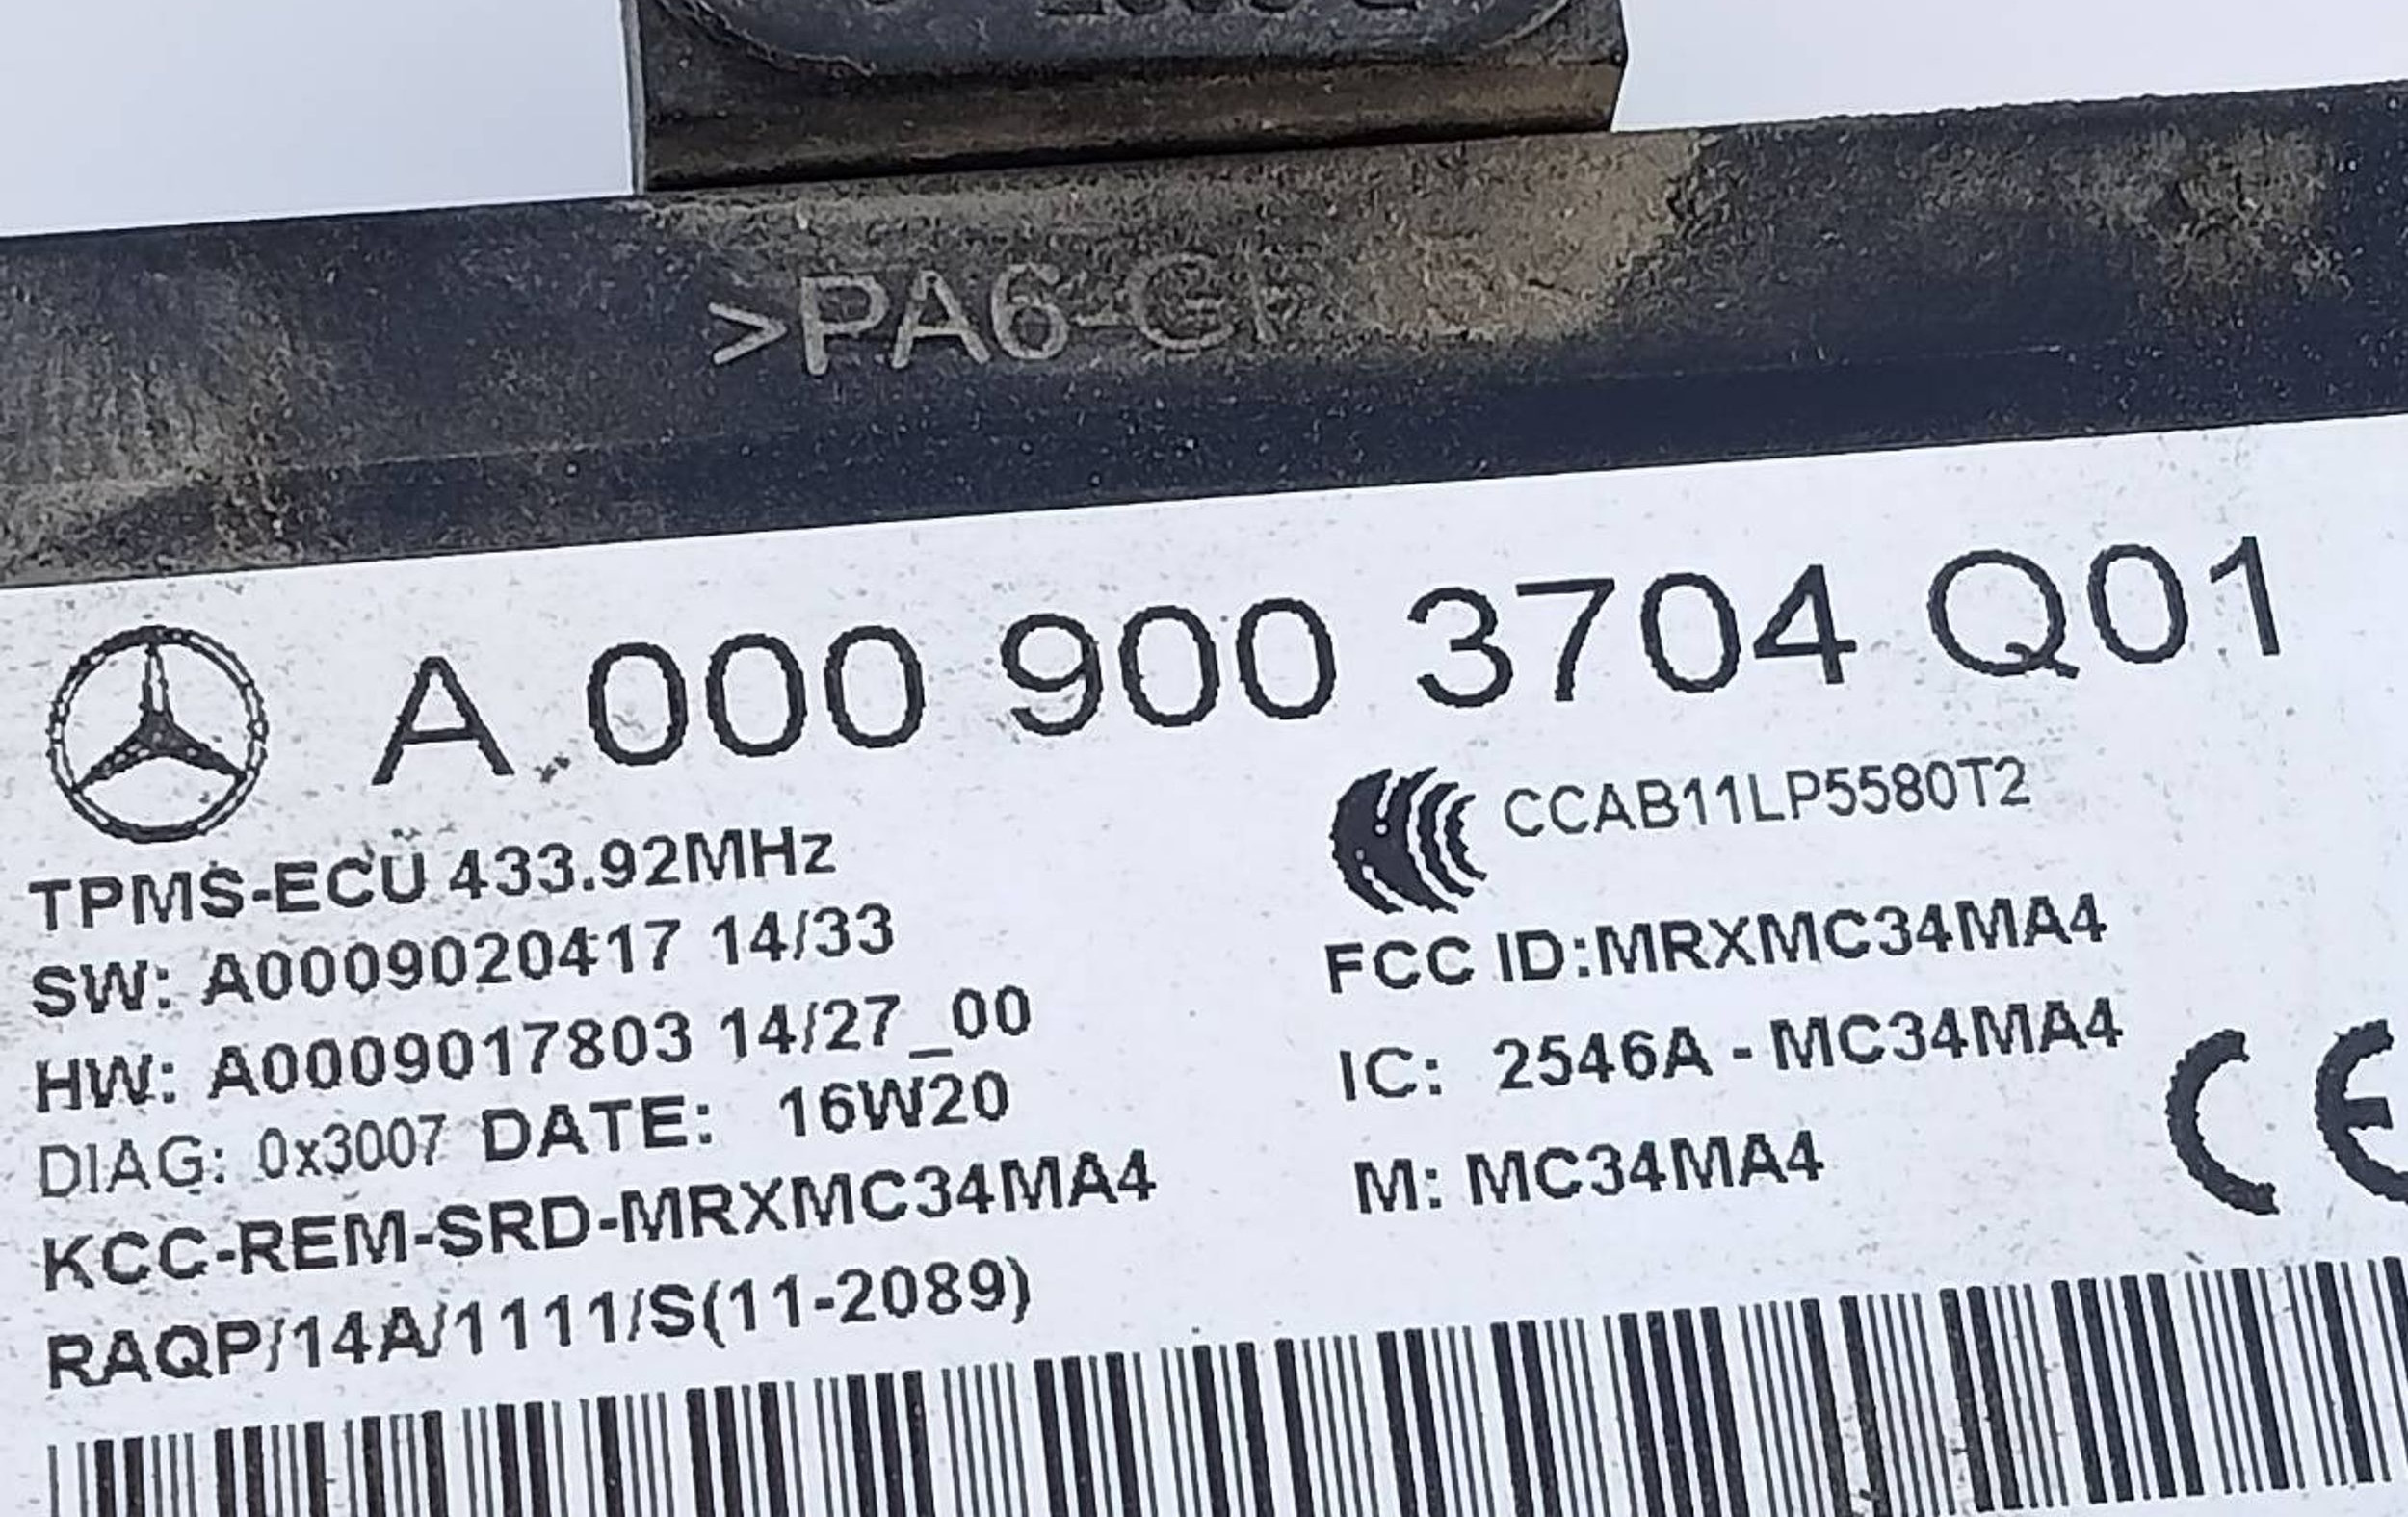 >PA6-GF
A 000 900 3704 Q01
TPMS-ECU 433.92MHz
SW: A0009020417 14/33
HW: A0009017803 14/27_00
DIAG: 0x3007 DATE: 16W20
KCC-REM-SRD-MRXMC34MA4
RAQP/14A/1111/S(11-2089)
CCAB11LP5580T2
FCC ID:MRXMC34MA4
IC: 2546A - MC34MA4
M: MC34MA4
CE